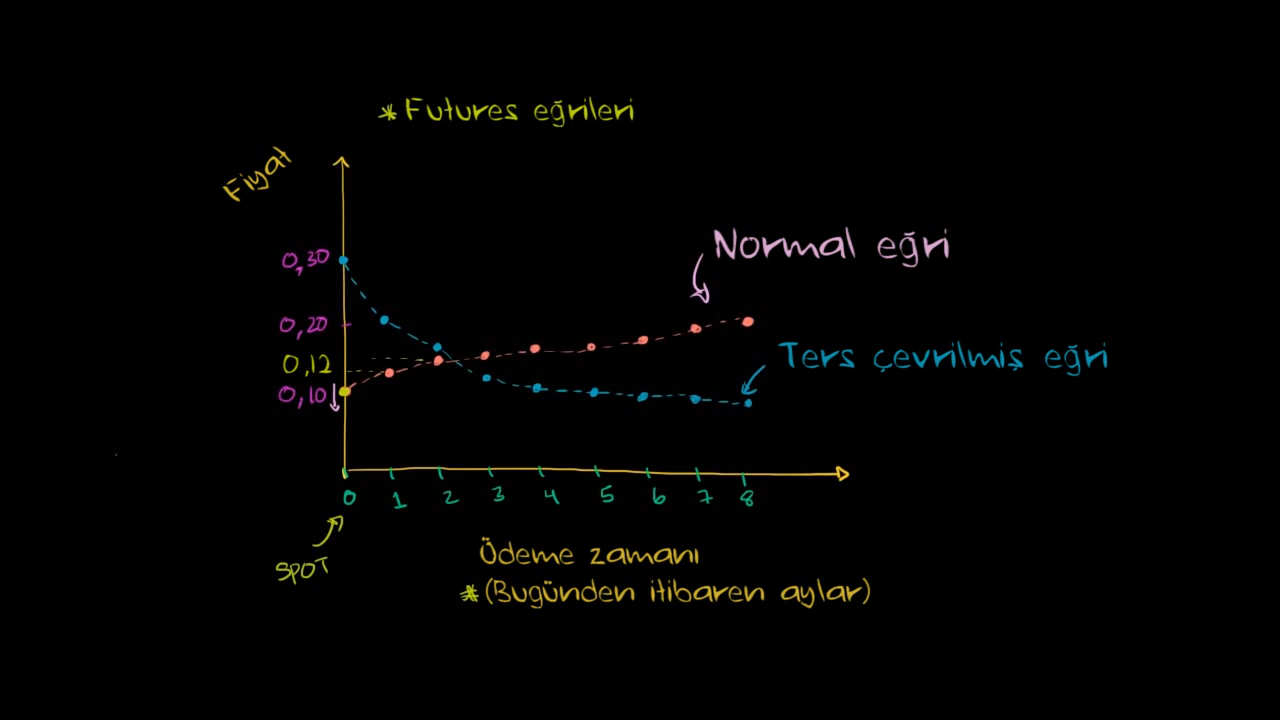 * Futures eğrileri
Fiyat
Normal eğri
0,30
0,20
0,12
0,10
Ters çevrilmiş eğri
0 1 2 3 4 5 6 7 8
SPOT
Üdeme zamanı
* (Bugünden itibaren aylar)